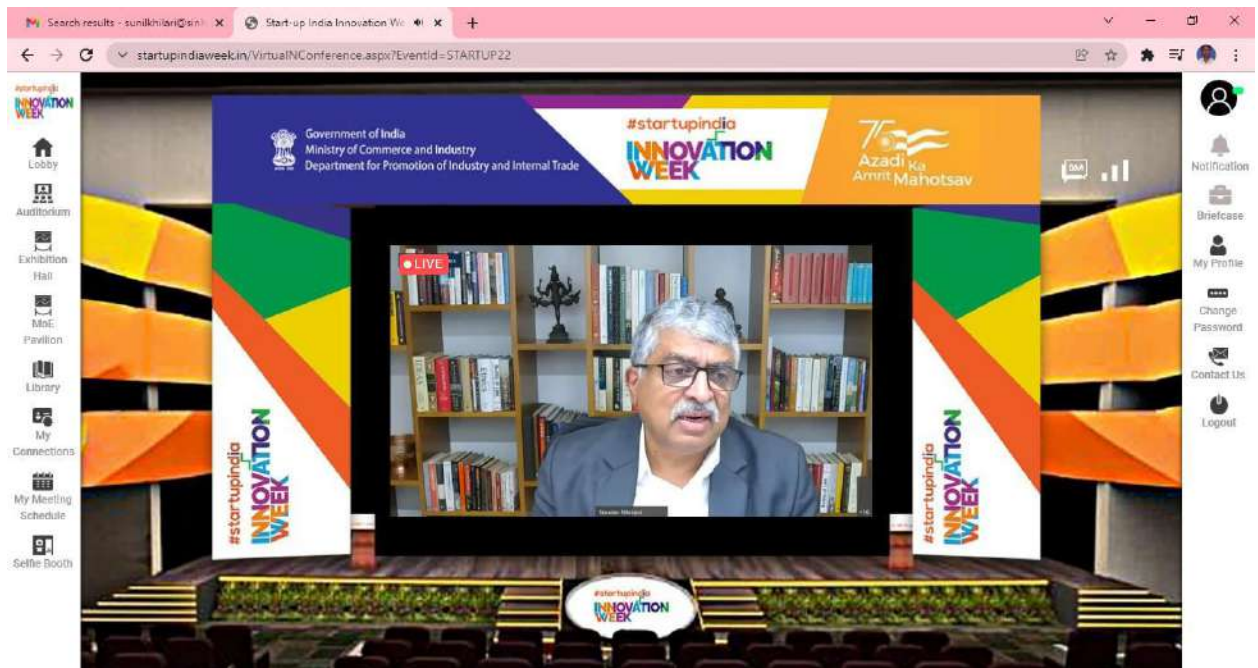 Search results - sunilkhilari@sinh
Start-up India Innovation We
startupindiaweek.in/VirtualNConference.aspx?EventId=STARTUP22
#startupindia
INNOVATION
WEEK
Lobby
Auditorium
Exhibition
Hall
MoE
Pavilion
Library
My
Connections
My Meeting
Schedule
Selfie Booth
Government of India
Ministry of Commerce and Industry
Department for Promotion of Industry and Internal Trade
#startupindia
INNOVATION
WEEK
75
Azadi Ka
Amrit Mahotsav
LIVE
#startupindia
INNOVATION
WEEK
#startupindia
INNOVATION
WEEK
#startupindia
INNOVATION
WEEK
Notification
Briefcase
My Profile
Change
Password
Contact Us
Logout